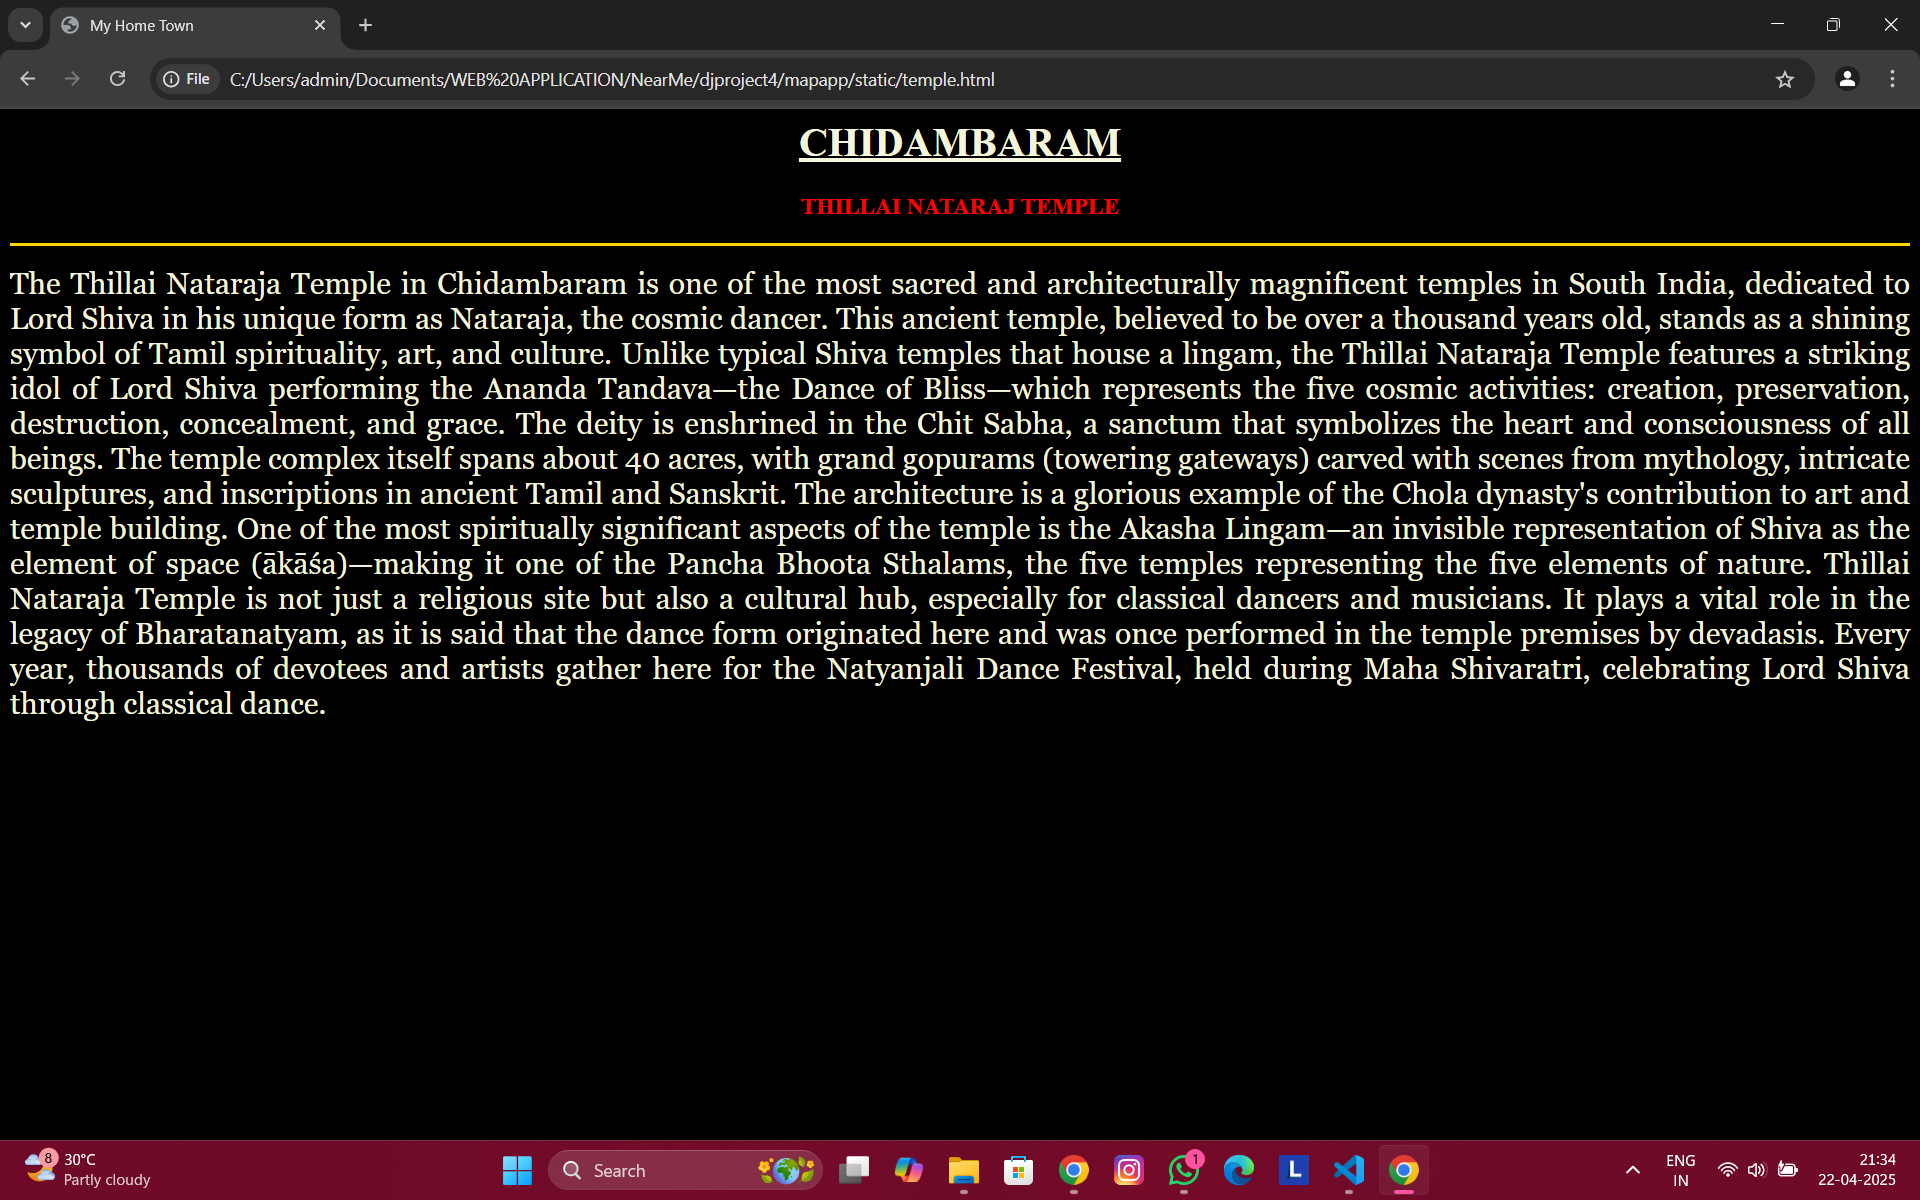 My Home Town
File
C:/Users/admin/Documents/WEB%20APPLICATION/NearMe/djproject4/mapapp/static/temple.html
CHIDAMBARAM
THILLAI NATARAJ TEMPLE
The Thillai Nataraja Temple in Chidambaram is one of the most sacred and architecturally magnificent temples in South India, dedicated to
Lord Shiva in his unique form as Nataraja, the cosmic dancer. This ancient temple, believed to be over a thousand years old, stands as a shining
symbol of Tamil spirituality, art, and culture. Unlike typical Shiva temples that house a lingam, the Thillai Nataraja Temple features a striking
idol of Lord Shiva performing the Ananda Tandava—the Dance of Bliss—which represents the five cosmic activities: creation, preservation,
destruction, concealment, and grace. The deity is enshrined in the Chit Sabha, a sanctum that symbolizes the heart and consciousness of all
beings. The temple complex itself spans about 40 acres, with grand gopurams (towering gateways) carved with scenes from mythology, intricate
sculptures, and inscriptions in ancient Tamil and Sanskrit. The architecture is a glorious example of the Chola dynasty's contribution to art and
temple building. One of the most spiritually significant aspects of the temple is the Akasha Lingam—an invisible representation of Shiva as the
element of space (ākāśa)—making it one of the Pancha Bhoota Sthalams, the five temples representing the five elements of nature. Thillai
Nataraja Temple is not just a religious site but also a cultural hub, especially for classical dancers and musicians. It plays a vital role in the
legacy of Bharatanatyam, as it is said that the dance form originated here and was once performed in the temple premises by devadasis. Every
year, thousands of devotees and artists gather here for the Natyanjali Dance Festival, held during Maha Shivaratri, celebrating Lord Shiva
through classical dance.
8
30°C
Partly cloudy
Search
L
1
ENG
IN
21:34
22-04-2025